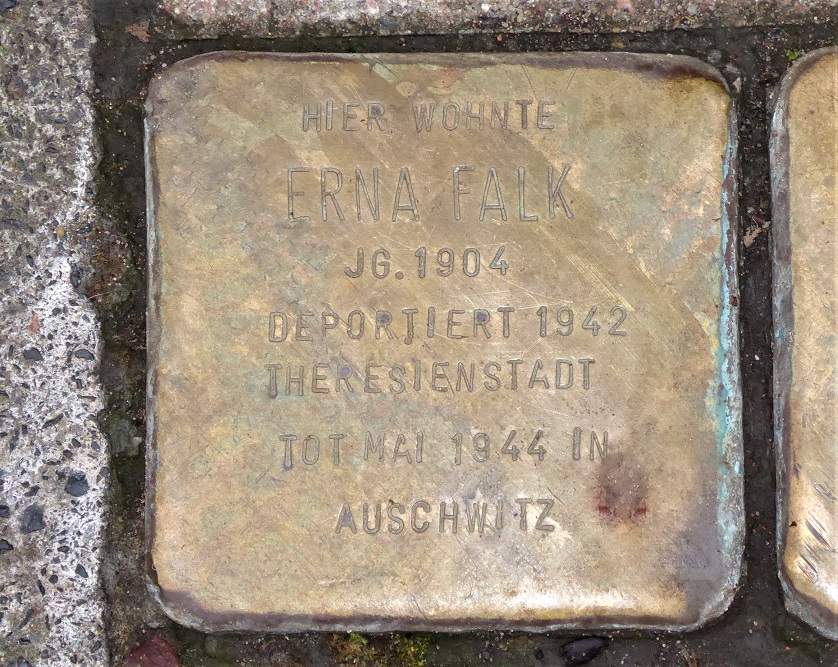 HIER WOHNTE
ERNA FALK
JG. 1904
DEPORTIERT 1942
THERESIENSTADT
TOT MAI 1944 IN
AUSCHWITZ